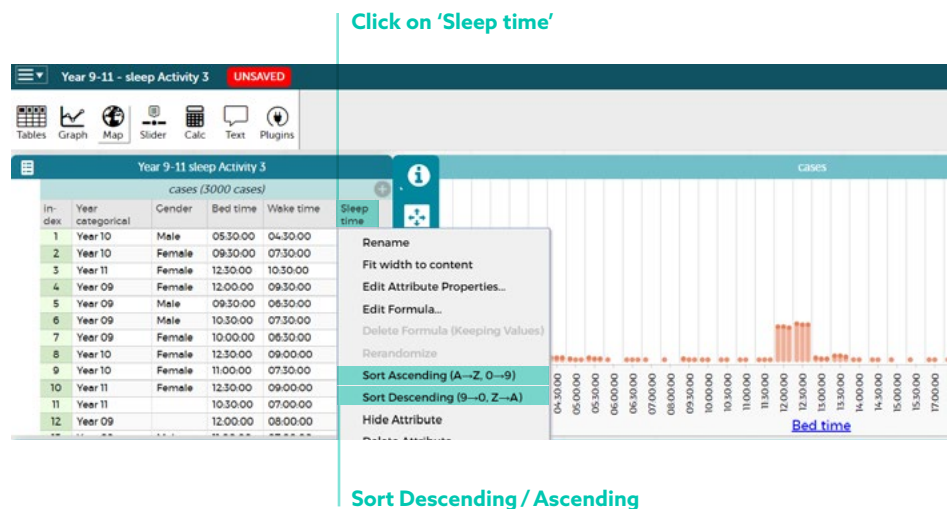 Click on ‘Sleep time’
Year 9-11 - sleep Activity 3 UNSAVED
Tables Graph Map Slider Calc Text Plugins
Year 9-11 sleep Activity 3
cases
cases (3000 cases)
in-
dex
Year
categorical
Gender Bed time Wake time
Sleep
time
1 Year 10 Male 05:30:00 04:30:00
2 Year 10 Female 09:30:00 07:30:00
3 Year 11 Female 12:30:00 10:30:00
4 Year 09 Female 12:00:00 09:30:00
5 Year 09 Male 09:30:00 06:30:00
6 Year 09 Male 10:30:00 07:30:00
7 Year 09 Female 10:00:00 06:30:00
8 Year 10 Female 12:30:00 09:00:00
9 Year 10 Female 11:00:00 07:30:00
10 Year 11 Female 12:30:00 09:00:00
11 Year 11 10:30:00 07:00:00
12 Year 09 12:00:00 08:00:00
Rename
Fit width to content
Edit Attribute Properties...
Edit Formula...
Delete Formula (Keeping Values)
Rerandomize
Sort Ascending (A→Z, 0→9)
Sort Descending (9→0, Z→A)
Hide Attribute
Delete Attribute
04:30:00
05:00:00
05:30:00
06:00:00
06:30:00
07:00:00
08:00:00
08:30:00
09:00:00
09:30:00
10:00:00
10:30:00
11:00:00
11:30:00
12:00:00
12:30:00
13:00:00
13:30:00
14:00:00
14:30:00
15:00:00
15:30:00
17:00:00
Bed time
Sort Descending / Ascending